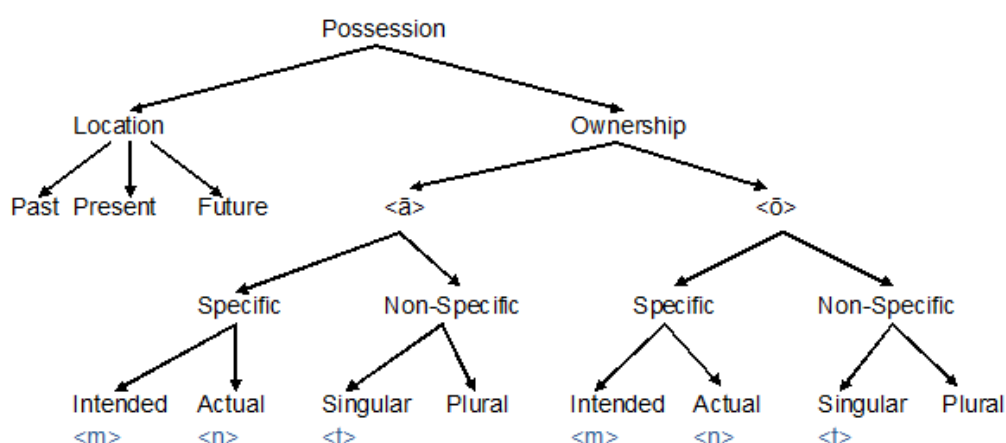 Possession
Location Ownership
Past Present Future <ā> <ō>
Specific Non-Specific Specific Non-Specific
Intended Actual Singular Plural Intended Actual Singular Plural
<m> <n> <t> <m> <n> <t>